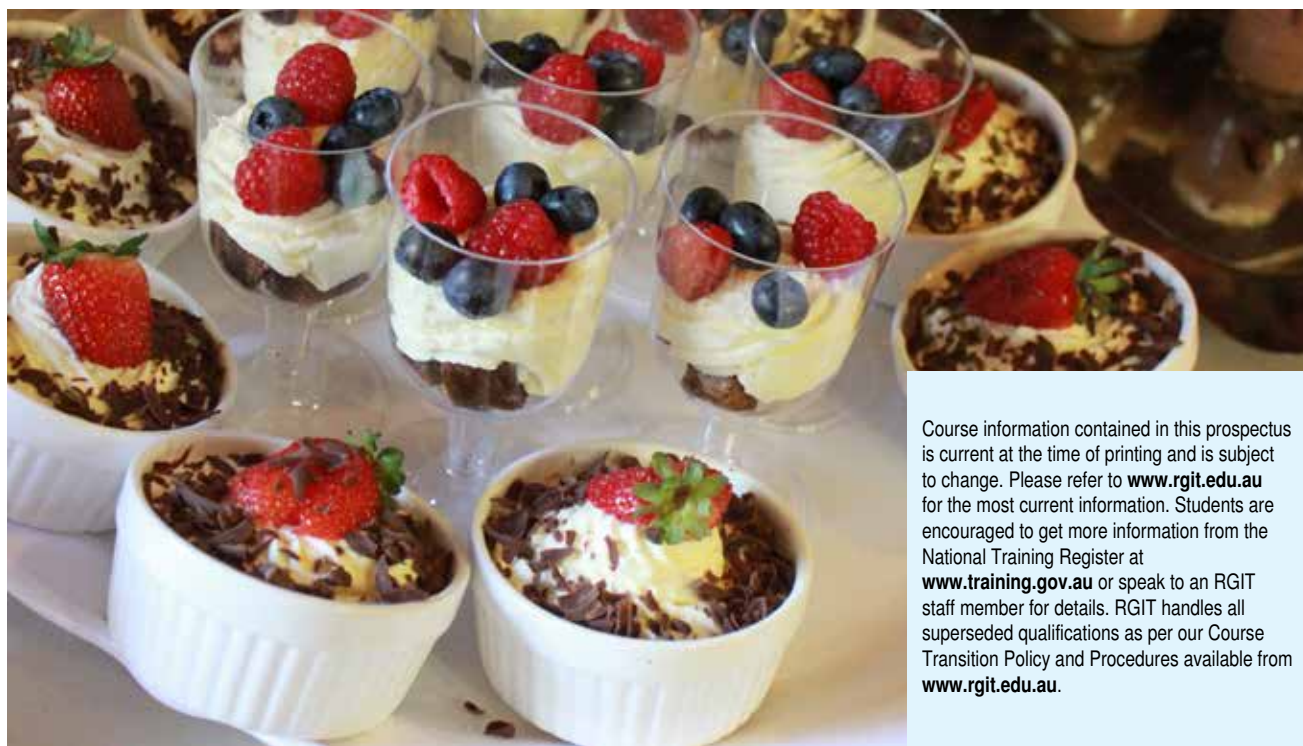 Course information contained in this prospectus
is current at the time of printing and is subject
to change. Please refer to www.rgit.edu.au
for the most current information. Students are
encouraged to get more information from the
National Training Register at
www.training.gov.au or speak to an RGIT
staff member for details. RGIT handles all
superseded qualifications as per our Course
Transition Policy and Procedures available from
www.rgit.edu.au.